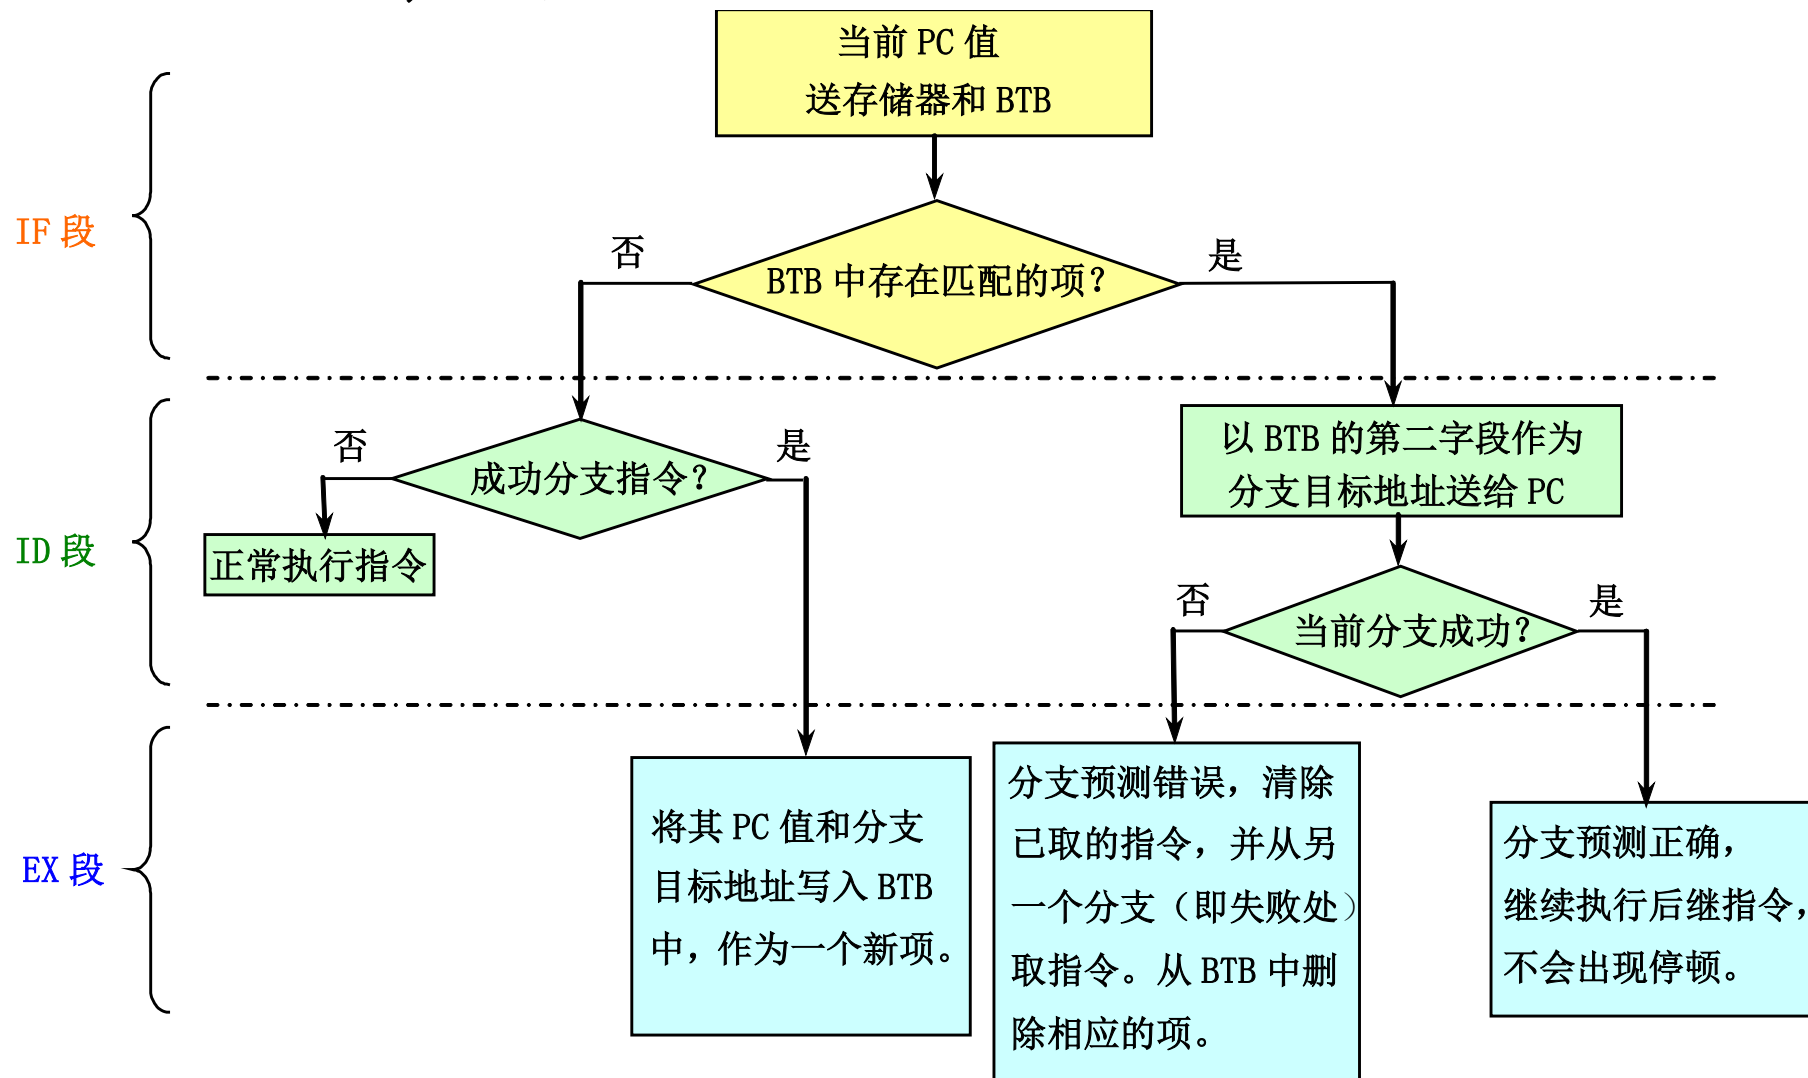 当前 PC 值
送存储器和 BTB
IF 段
否
是
BTB 中存在匹配的项？
否
是
成功分支指令？
以 BTB 的第二字段作为
分支目标地址送给 PC
ID 段
正常执行指令
否
是
当前分支成功？
EX 段
将其 PC 值和分支
目标地址写入 BTB
中，作为一个新项。
分支预测错误，清除
已取的指令，并从另
一个分支（即失败处）
取指令。从 BTB 中删
除相应的项。
分支预测正确，
继续执行后继指令，
不会出现停顿。